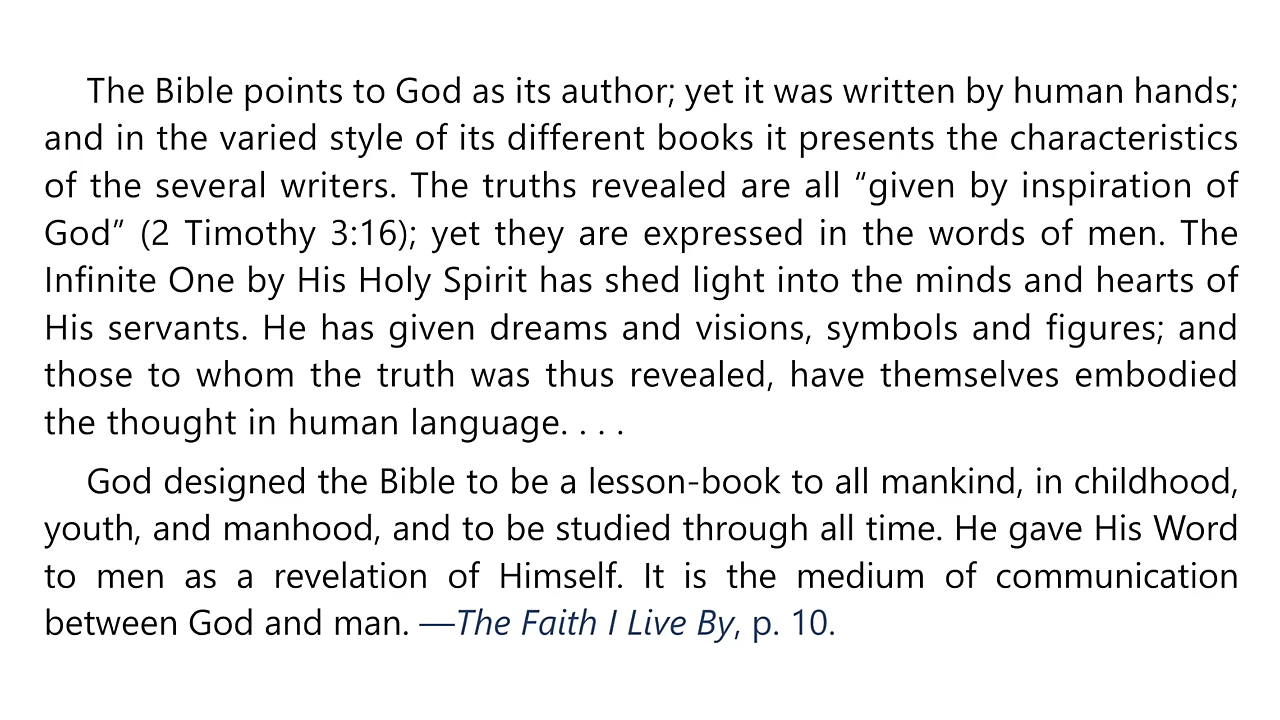 The Bible points to God as its author; yet it was written by human hands;
and in the varied style of its different books it presents the characteristics
of the several writers. The truths revealed are all “given by inspiration of
God” (2 Timothy 3:16); yet they are expressed in the words of men. The
Infinite One by His Holy Spirit has shed light into the minds and hearts of
His servants. He has given dreams and visions, symbols and figures; and
those to whom the truth was thus revealed, have themselves embodied
the thought in human language. . . .
God designed the Bible to be a lesson-book to all mankind, in childhood,
youth, and manhood, and to be studied through all time. He gave His Word
to men as a revelation of Himself. It is the medium of communication
between God and man. —The Faith I Live By, p. 10.